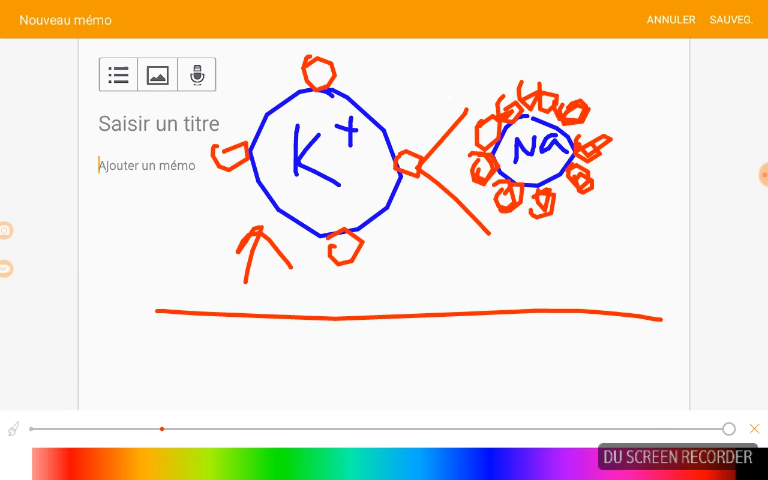 Nouveau mémo
ANNULER SAUVEG.
Saisir un titre
Ajouter un mémo
K+
Na
DU SCREEN RECORDER